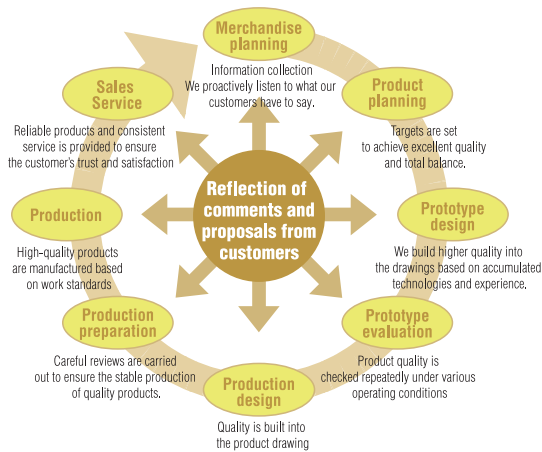 Merchandise
planning
Information collection
We proactively listen to what our
customers have to say.
Product
planning
Targets are set
to achieve excellent quality
and total balance.
Prototype
design
We build higher quality into
the drawings based on accumulated
technologies and experience.
Prototype
evaluation
Product quality is
checked repeatedly under various
operating conditions
Production
design
Quality is built into
the product drawing
Production
preparation
Careful reviews are carried
out to ensure the stable production
of quality products.
Production
High-quality products
are manufactured based
on work standards
Sales
Service
Reliable products and consistent
service is provided to ensure
the customer's trust and satisfaction
Reflection of
comments and
proposals from
customers